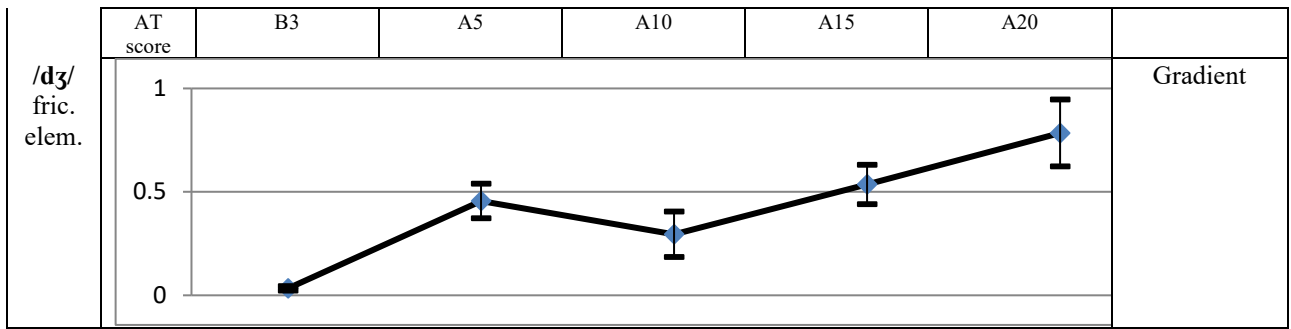 AT score B3 A5 A10 A15 A20
/dʒ/ fric. elem.
Gradient
1
0.5
0